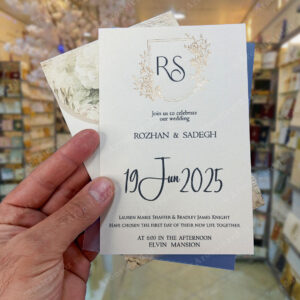 RS
Join us to celebrate
our wedding
ROZHAN & SADEGH
19 Jun 2025
LAUREN MARIE SHAFFER & BRADLEY JAMES KNIGHT
HAVE CHOSEN THE FIRST DAY OF THEIR NEW LIFE TOGETHER
AT 6:00 IN THE AFTERNOON
ELVIN MANSION